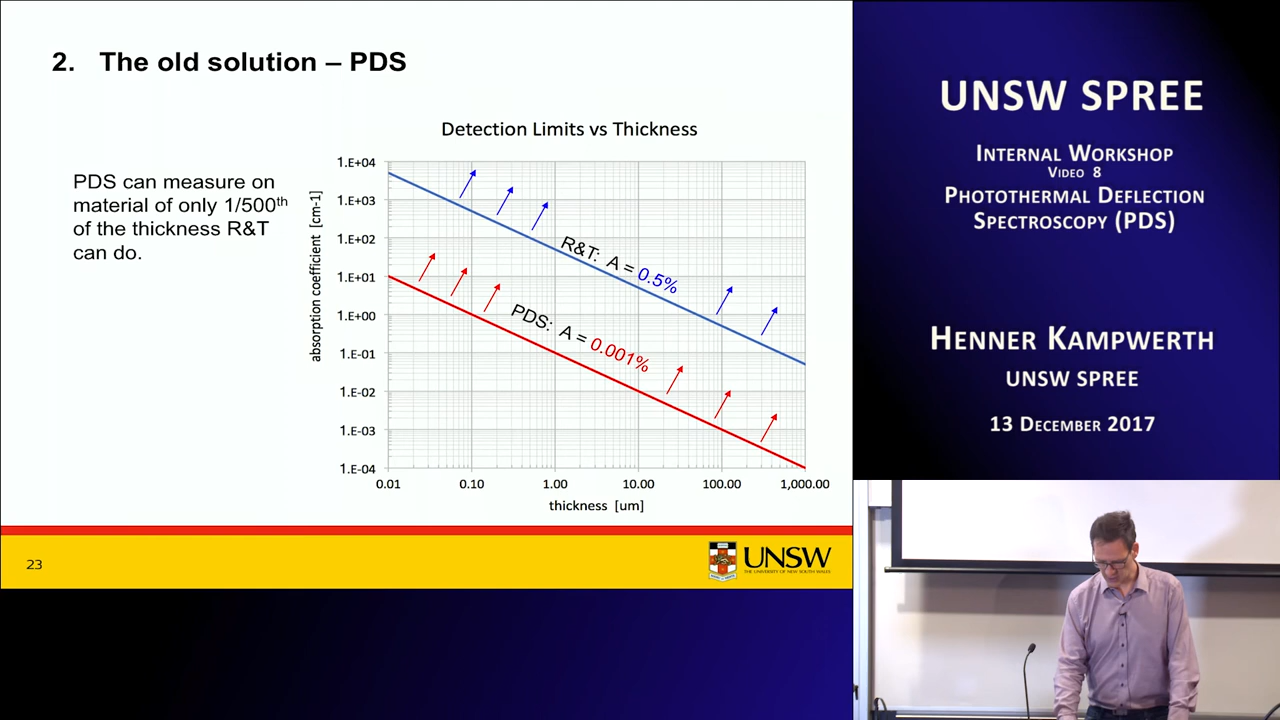 2. The old solution – PDS
PDS can measure on
material of only 1/500th
of the thickness R&T
can do.
Detection Limits vs Thickness
absorption coefficient [cm-1]
1.E+04
1.E+03
1.E+02
1.E+01
1.E+00
1.E-01
1.E-02
1.E-03
1.E-04
R&T: A = 0.5%
PDS: A = 0.001%
0.01 0.10 1.00 10.00 100.00 1,000.00
thickness [um]
23
UNSW
THE UNIVERSITY OF NEW SOUTH WALES
UNSW SPREE
Internal Workshop
Video 8
Photothermal Deflection
Spectroscopy (PDS)
Henner Kampwerth
UNSW SPREE
13 December 2017